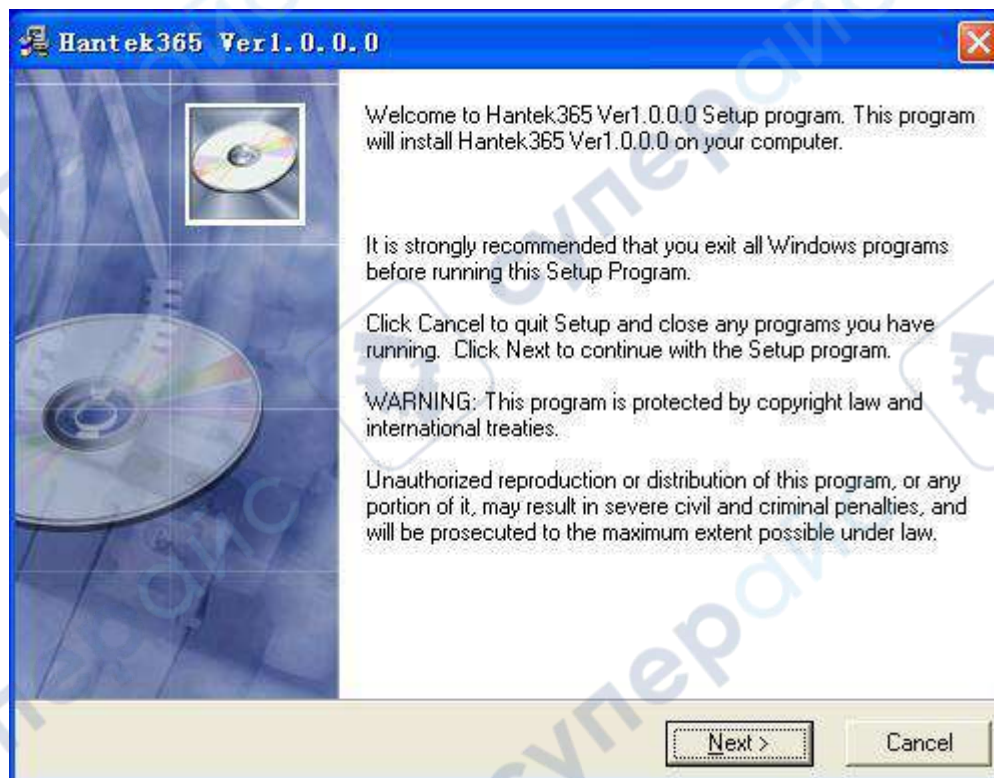 Hantek365 Ver1.0.0.0
Welcome to Hantek365 Ver1.0.0.0 Setup program. This program
will install Hantek365 Ver1.0.0.0 on your computer.
It is strongly recommended that you exit all Windows programs
before running this Setup Program.
Click Cancel to quit Setup and close any programs you have
running. Click Next to continue with the Setup program.
WARNING: This program is protected by copyright law and
international treaties.
Unauthorized reproduction or distribution of this program, or any
portion of it, may result in severe civil and criminal penalties, and
will be prosecuted to the maximum extent possible under law.
Next >
Cancel
суперайс